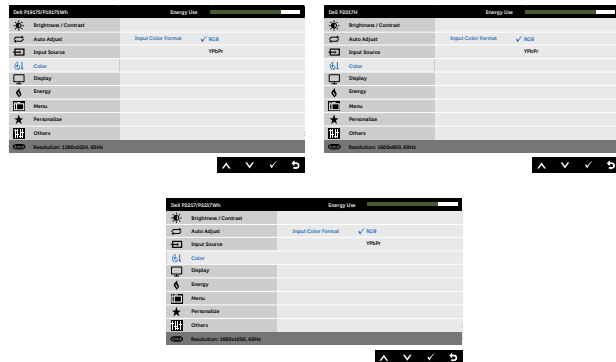 Dell P1917S/P1917SWh Energy Use
Brightness / Contrast
Auto Adjust Input Color Format ✓ RGB
Input Source YPbPr
Color
Display
Energy
Menu
Personalize
Others
Resolution: 1280x1024, 60Hz
Dell P2017H Energy Use
Brightness / Contrast
Auto Adjust Input Color Format ✓ RGB
Input Source YPbPr
Color
Display
Energy
Menu
Personalize
Others
Resolution: 1600x900, 60Hz
Dell P2217/P2217Wh Energy Use
Brightness / Contrast
Auto Adjust Input Color Format ✓ RGB
Input Source YPbPr
Color
Display
Energy
Menu
Personalize
Others
Resolution: 1680x1050, 60Hz